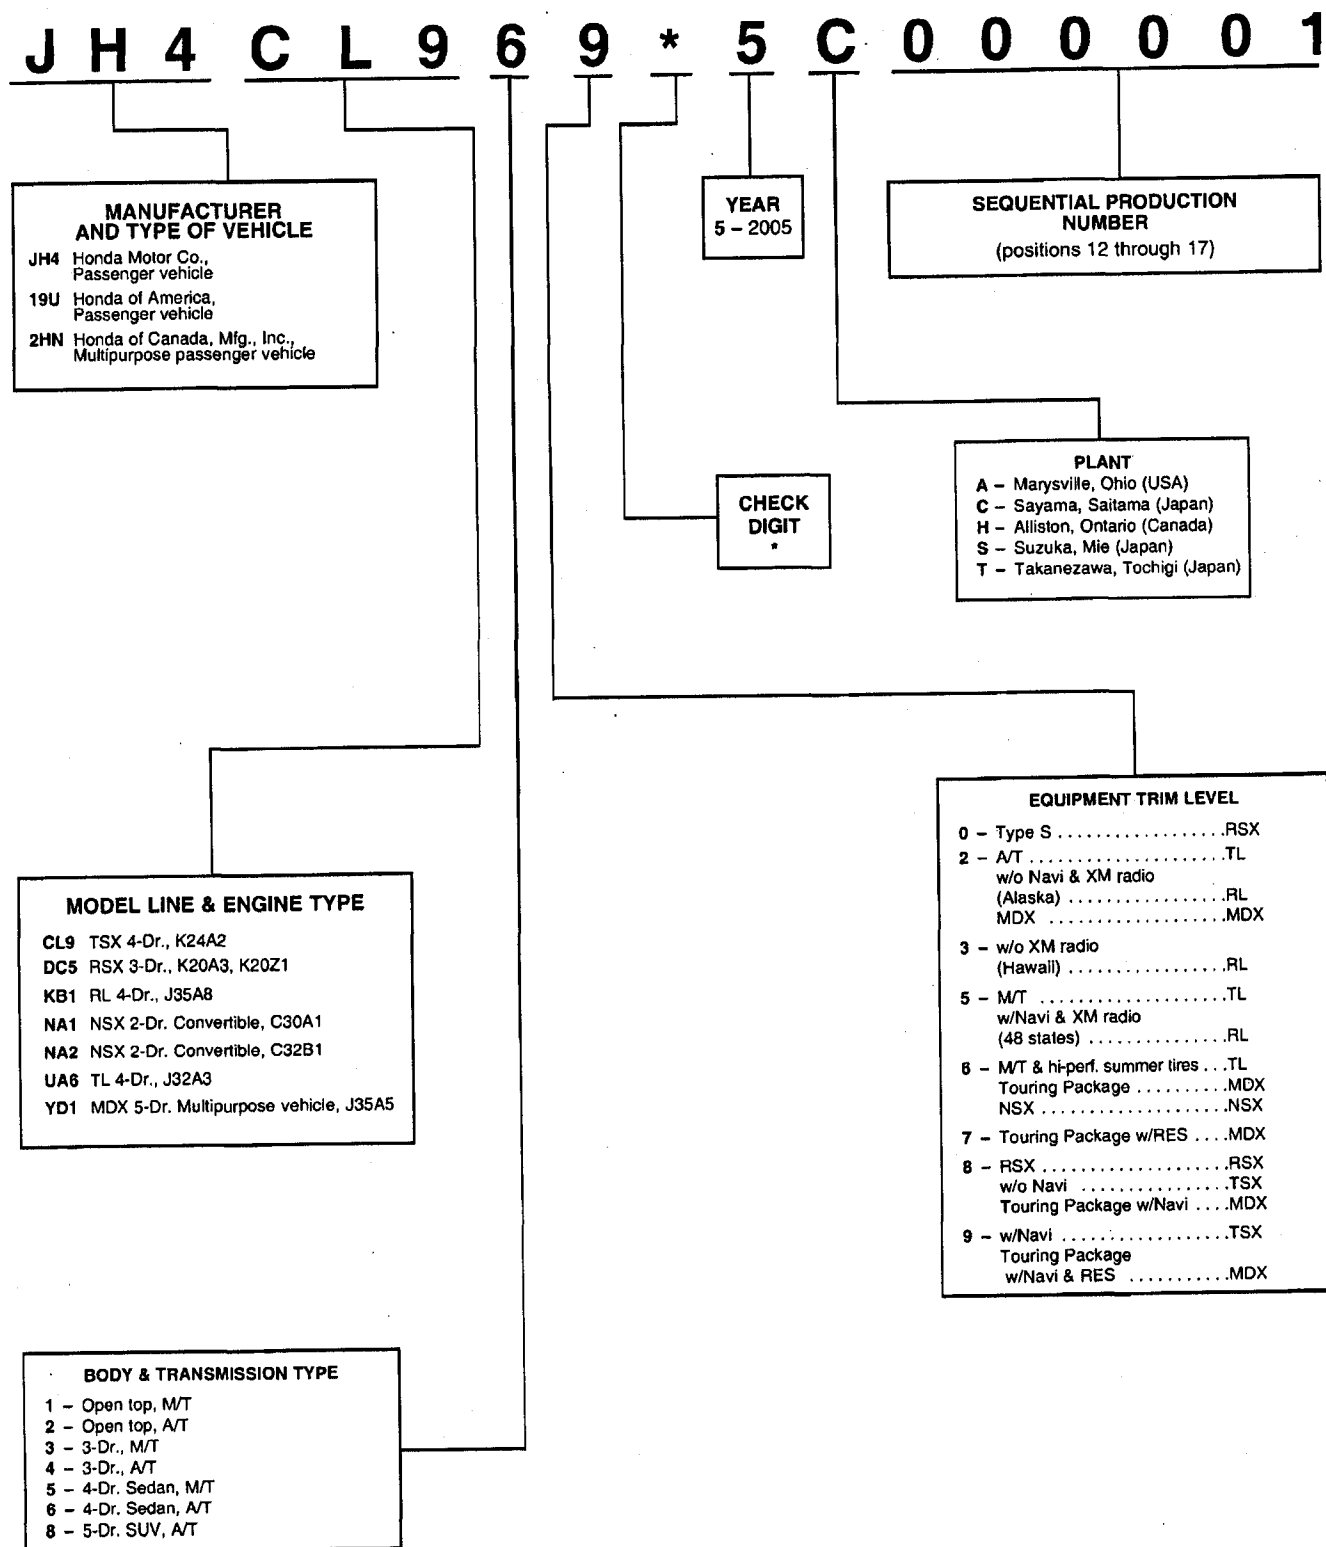 J H 4 C L 9 6 9 * 5 C 0 0 0 0 0 1
MANUFACTURER
AND TYPE OF VEHICLE
JH4 Honda Motor Co.,
Passenger vehicle
19U Honda of America,
Passenger vehicle
2HN Honda of Canada, Mfg., Inc.,
Multipurpose passenger vehicle
YEAR
5 – 2005
SEQUENTIAL PRODUCTION
NUMBER
(positions 12 through 17)
PLANT
A – Marysville, Ohio (USA)
C – Sayama, Saitama (Japan)
H – Alliston, Ontario (Canada)
S – Suzuka, Mie (Japan)
T – Takanezawa, Tochigi (Japan)
CHECK
DIGIT
*
MODEL LINE & ENGINE TYPE
CL9 TSX 4-Dr., K24A2
DC5 RSX 3-Dr., K20A3, K20Z1
KB1 RL 4-Dr., J35A8
NA1 NSX 2-Dr. Convertible, C30A1
NA2 NSX 2-Dr. Convertible, C32B1
UA6 TL 4-Dr., J32A3
YD1 MDX 5-Dr. Multipurpose vehicle, J35A5
EQUIPMENT TRIM LEVEL
0 – Type S ..................RSX
2 – A/T .....................TL
w/o Navi & XM radio
(Alaska) ................RL
MDX ...................MDX
3 – w/o XM radio
(Hawaii) .................RL
5 – M/T ....................TL
w/Navi & XM radio
(48 states) ...............RL
6 – M/T & hi-perf. summer tires ...TL
Touring Package ..........MDX
NSX ....................NSX
7 – Touring Package w/RES ....MDX
8 – RSX ....................RSX
w/o Navi ................TSX
Touring Package w/Navi ....MDX
9 – w/Navi ..................TSX
Touring Package
w/Navi & RES ...........MDX
BODY & TRANSMISSION TYPE
1 – Open top, M/T
2 – Open top, A/T
3 – 3-Dr., M/T
4 – 3-Dr., A/T
5 – 4-Dr. Sedan, M/T
6 – 4-Dr. Sedan, A/T
8 – 5-Dr. SUV, A/T